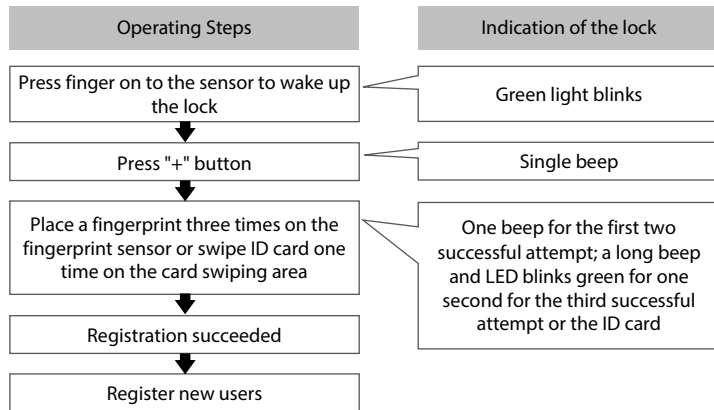 Operating Steps
Indication of the lock
Press finger on to the sensor to wake up
the lock
Green light blinks
Press "+" button
Single beep
Place a fingerprint three times on the
fingerprint sensor or swipe ID card one
time on the card swiping area
One beep for the first two
successful attempt; a long beep
and LED blinks green for one
second for the third successful
attempt or the ID card
Registration succeeded
Register new users